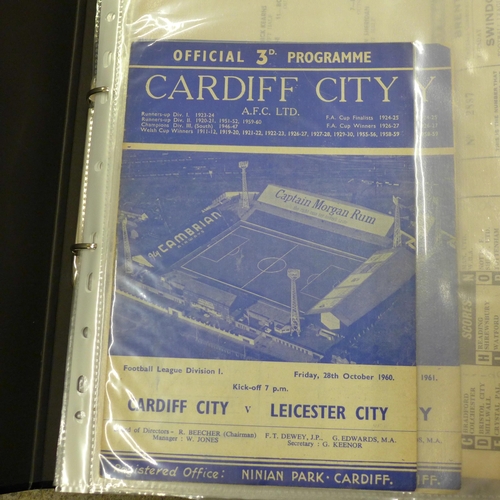 OFFICIAL 3D. PROGRAMME
CARDIFF CITY Y
A.F.C. LTD.
Runners-up Div. I. 1923-24
Runners-up Div. II. 1920-21, 1951-52, 1959-60
Champions Div. III. (South) 1946-47
F.A. Cup Finalists 1924-25
F.A. Cup Winners 1926-27
Welsh Cup Winners 1911-12, 1919-20, 1921-22, 1922-23, 1926-27, 1927-28, 1929-30, 1955-56, 1958-59
Captain Morgan Rum
CAMBRIAN
Football League Division I.
Friday, 28th October 1960.
1961.
Kick-off 7 p.m.
CARDIFF CITY v LEICESTER CITY Y
of Directors - R. BEECHER (Chairman) F. T. DEWEY, J.P., G. EDWARDS, M.A. M.A.
Manager : W. JONES Secretary : G. KEENOR
Registered Office: NINIAN PARK · CARDIFF. F.
SWINDO
SCORES